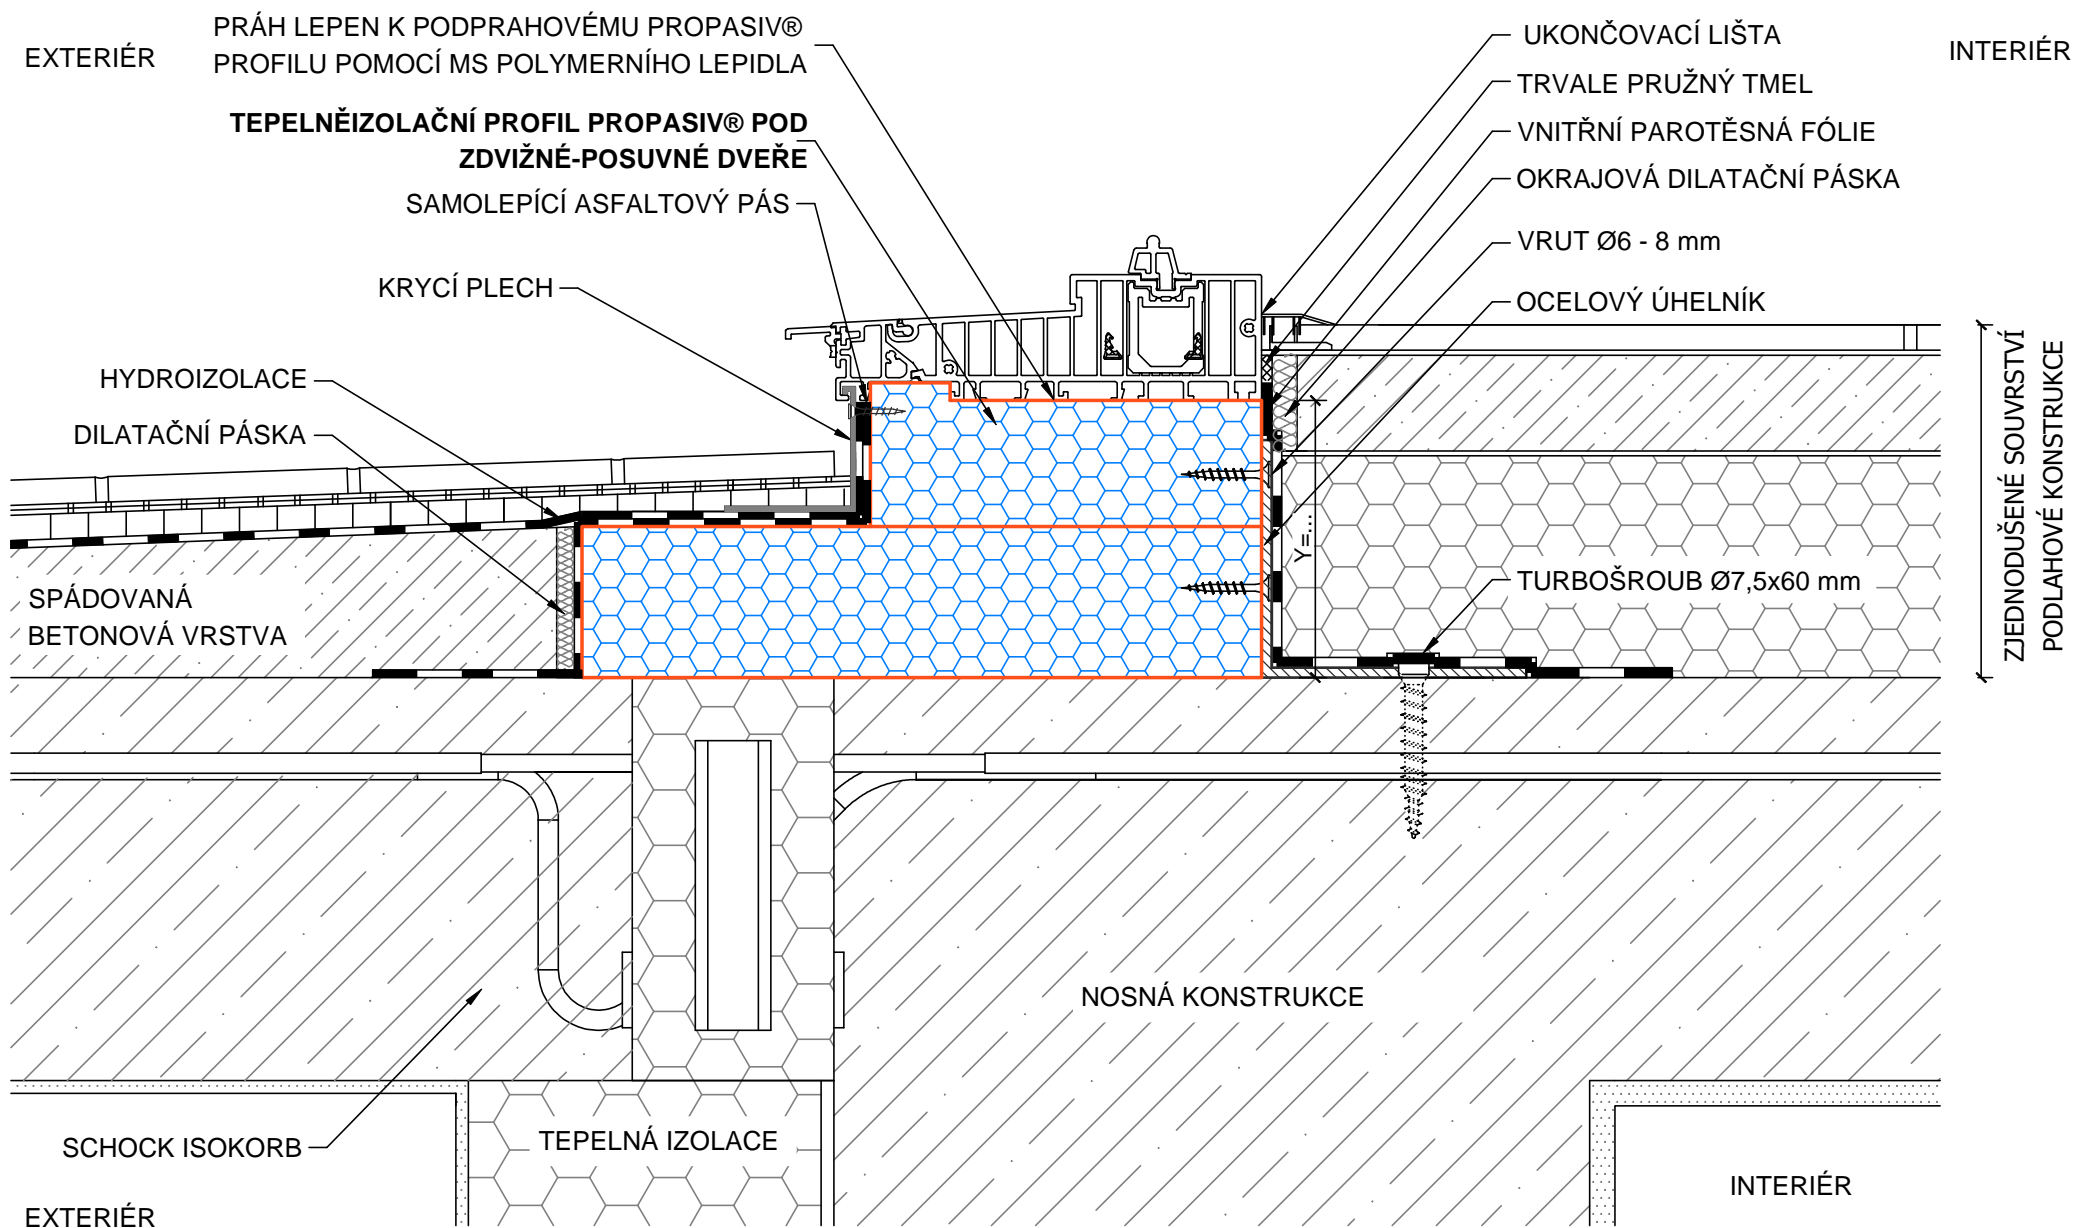 EXTERIÉR
PRÁH LEPEN K PODPRAHOVÉMU PROPASIV®
PROFILU POMOCÍ MS POLYMERNÍHO LEPIDLA
TEPELNĚIZOLAČNÍ PROFIL PROPASIV® POD
ZDVIŽNÉ-POSUVNÉ DVEŘE
SAMOLEPÍCÍ ASFALTOVÝ PÁS
KRYCÍ PLECH
HYDROIZOLACE
DILATAČNÍ PÁSKA
SPÁDOVANÁ
BETONOVÁ VRSTVA
UKONČOVACÍ LIŠTA
INTERIÉR
TRVALE PRUŽNÝ TMEL
VNITŘNÍ PAROTĚSNÁ FÓLIE
OKRAJOVÁ DILATAČNÍ PÁSKA
VRUT Ø6 - 8 mm
OCELOVÝ ÚHELNÍK
Y=...
TURBOŠROUB Ø7,5x60 mm
ZJEDNODUŠENÉ SOUVRSTVÍ
PODLAHOVÉ KONSTRUKCE
NOSNÁ KONSTRUKCE
SCHOCK ISOKORB
TEPELNÁ IZOLACE
INTERIÉR
EXTERIÉR